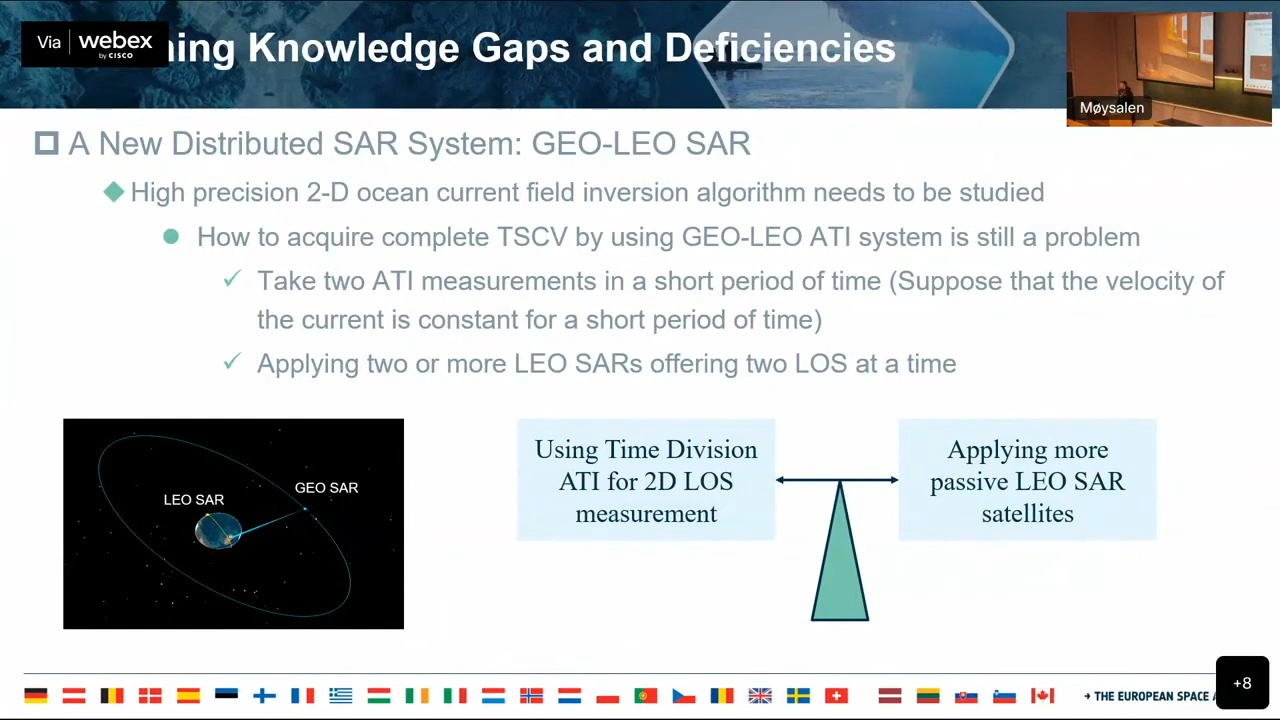 Via webex
by CISCO
ning Knowledge Gaps and Deficiencies
Møysalen
A New Distributed SAR System: GEO-LEO SAR
High precision 2-D ocean current field inversion algorithm needs to be studied
How to acquire complete TSCV by using GEO-LEO ATI system is still a problem
Take two ATI measurements in a short period of time (Suppose that the velocity of
the current is constant for a short period of time)
Applying two or more LEO SARs offering two LOS at a time
LEO SAR
GEO SAR
Using Time Division
ATI for 2D LOS
measurement
Applying more
passive LEO SAR
satellites
→ THE EUROPEAN SPACE A
+8